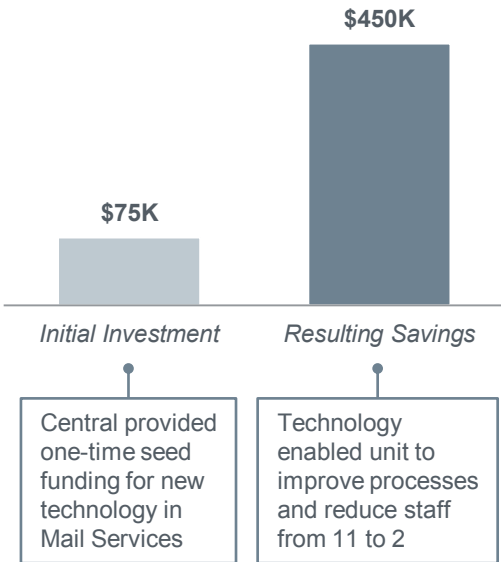 $450K
$75K
Initial Investment
Resulting Savings
Central provided
one-time seed
funding for new
technology in
Mail Services
Technology
enabled unit to
improve processes
and reduce staff
from 11 to 2